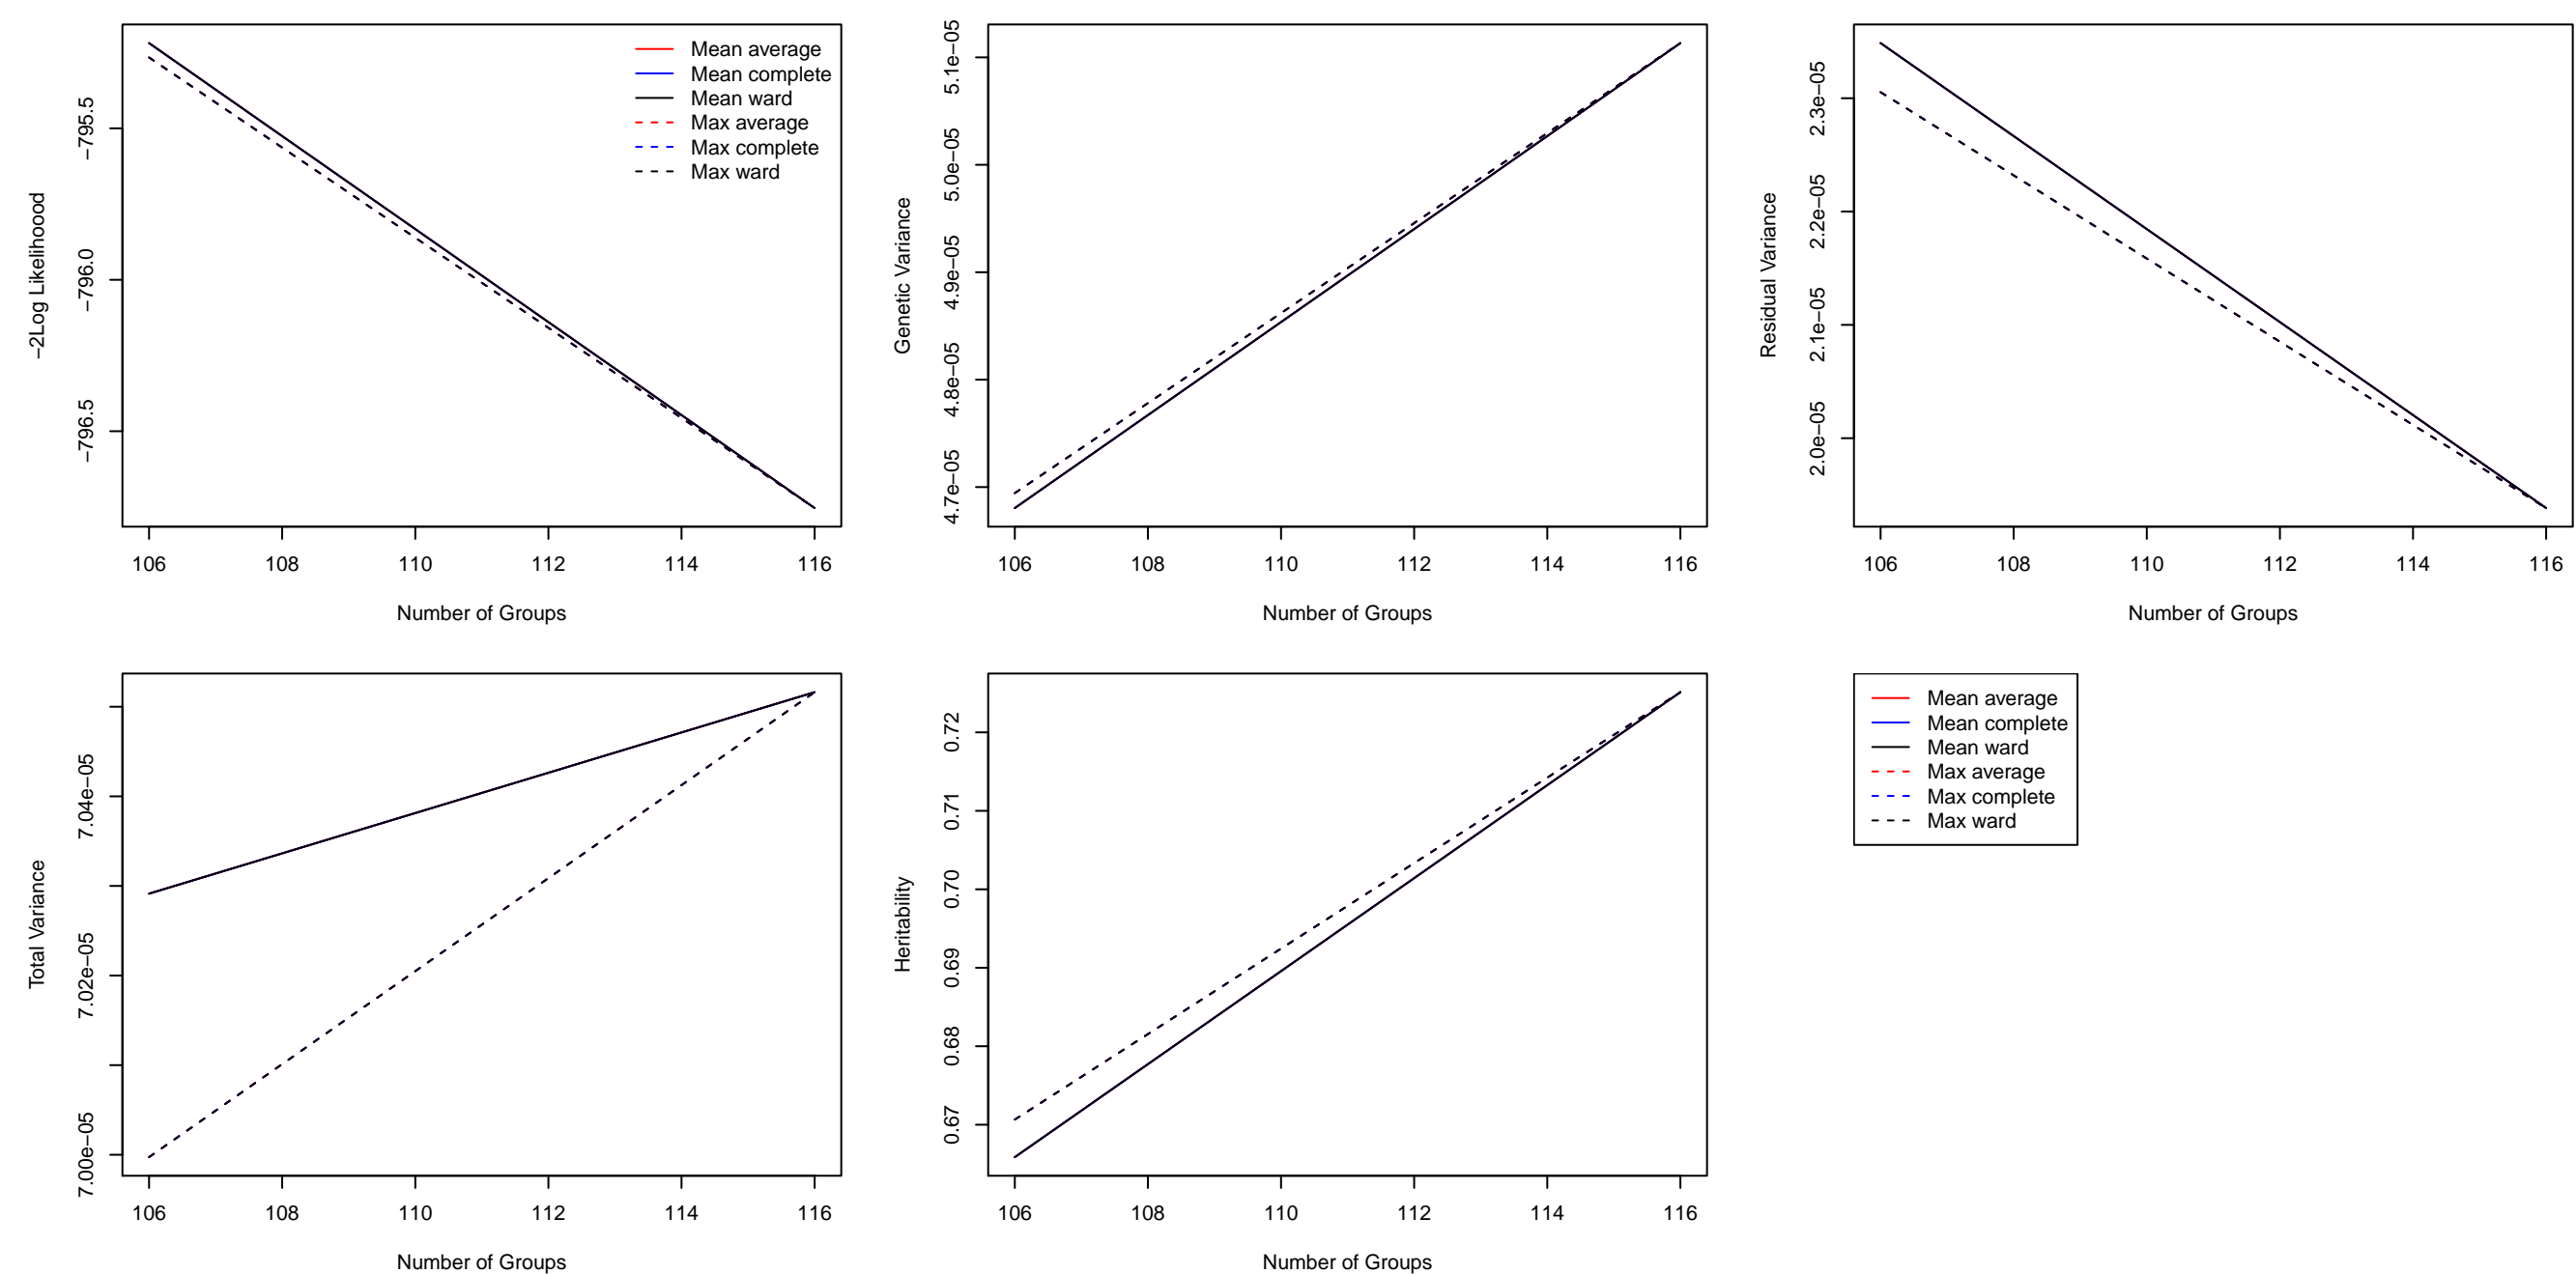 −2Log Likelihoood
−795.5
−796.0
−796.5
Mean average
Mean complete
Mean ward
Max average
Max complete
Max ward
106 108 110 112 114 116
Number of Groups
Genetic Variance
5.1e−05
5.0e−05
4.9e−05
4.8e−05
4.7e−05
106 108 110 112 114 116
Number of Groups
Residual Variance
2.3e−05
2.2e−05
2.1e−05
2.0e−05
106 108 110 112 114 116
Number of Groups
Total Variance
7.04e−05
7.02e−05
7.00e−05
106 108 110 112 114 116
Number of Groups
Heritability
0.72
0.71
0.70
0.69
0.68
0.67
106 108 110 112 114 116
Number of Groups
Mean average
Mean complete
Mean ward
Max average
Max complete
Max ward